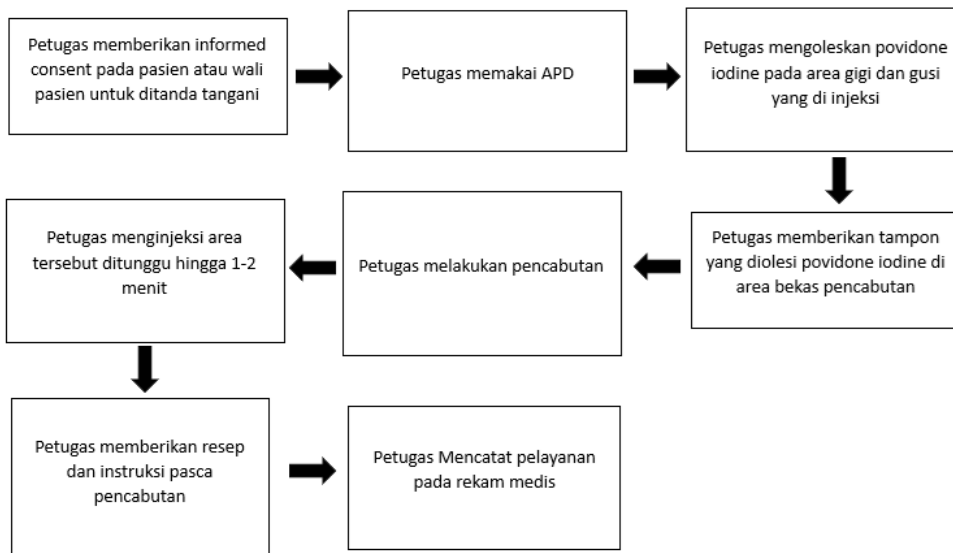 Petugas memberikan informed
consent pada pasien atau wali
pasien untuk ditanda tangani
Petugas memakai APD
Petugas mengoleskan povidone
iodine pada area gigi dan gusi
yang di injeksi
Petugas memberikan tampon
yang diolesi povidone iodine di
area bekas pencabutan
Petugas melakukan pencabutan
Petugas menginjeksi area
tersebut ditunggu hingga 1-2
menit
Petugas memberikan resep
dan instruksi pasca
pencabutan
Petugas Mencatat pelayanan
pada rekam medis